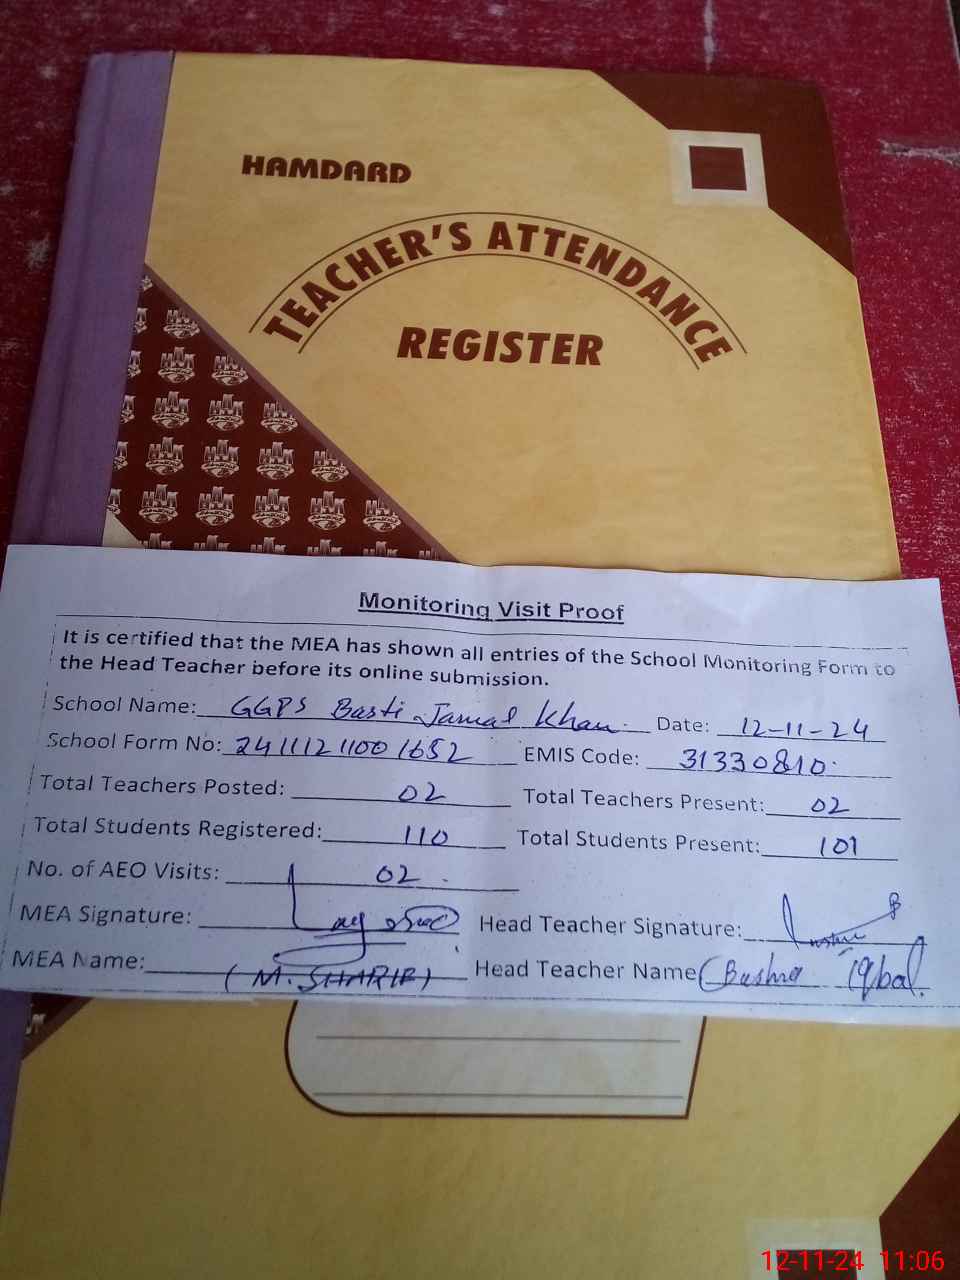 HAMDARD
TEACHER'S ATTENDANCE
REGISTER
Monitoring Visit Proof
It is certified that the MEA has shown all entries of the School Monitoring Form to
the Head Teacher before its online submission.
School Name: GGPS Basti Jamal Khan Date: 12-11-24
School Form No: 2411121100 1652 EMIS Code: 31330810
Total Teachers Posted: 02 Total Teachers Present: 02
Total Students Registered: 110 Total Students Present: 101
No. of AEO Visits: 02
MEA Signature: Head Teacher Signature:
MEA Name: (M. SHARIF) Head Teacher Name (Bushra Iqbal.
12-11-24 11:06